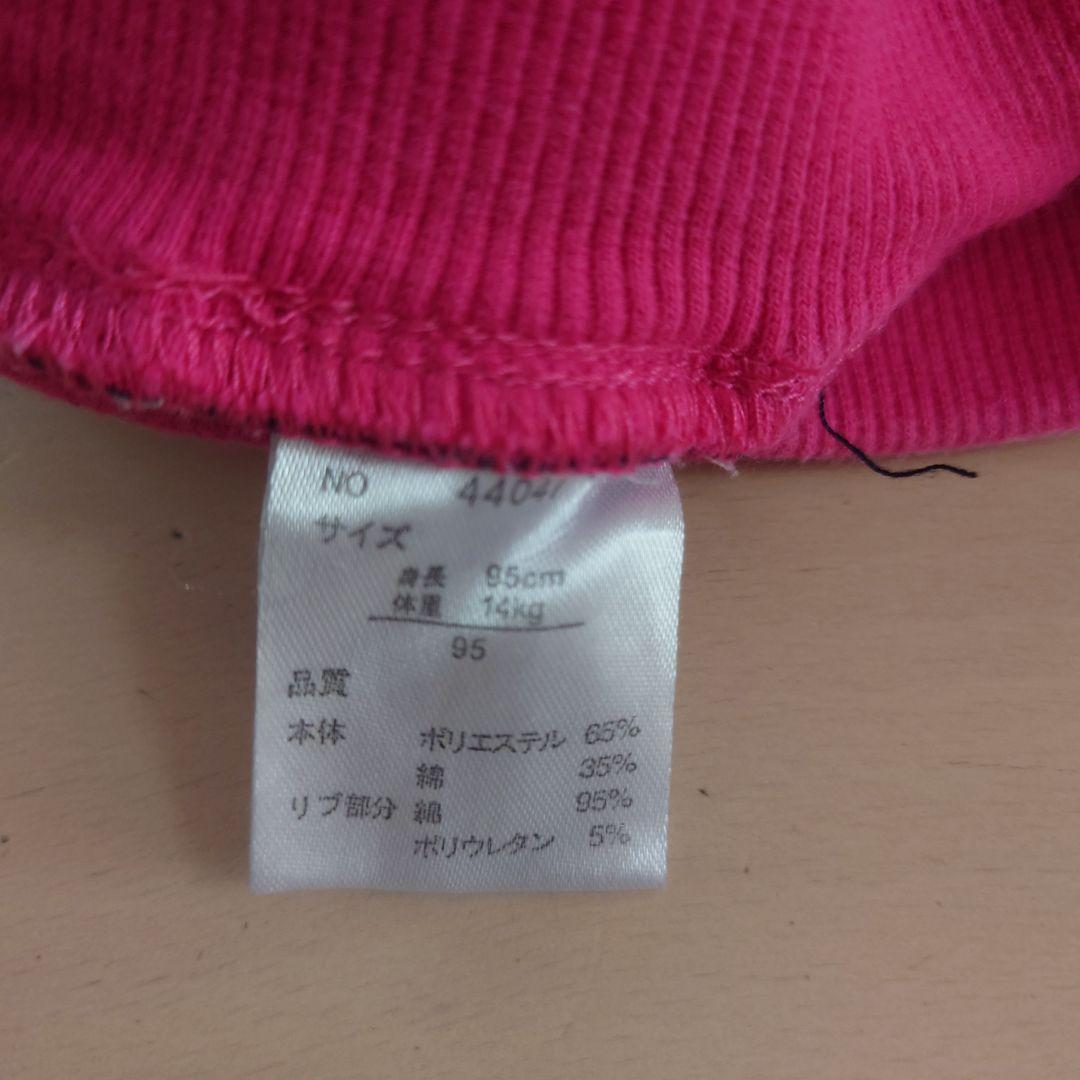 NO 4404
サイズ
身長 95cm
体重 14kg
95
品質
本体 ポリエステル 65%
綿 35%
リブ部分 綿 95%
ポリウレタン 5%